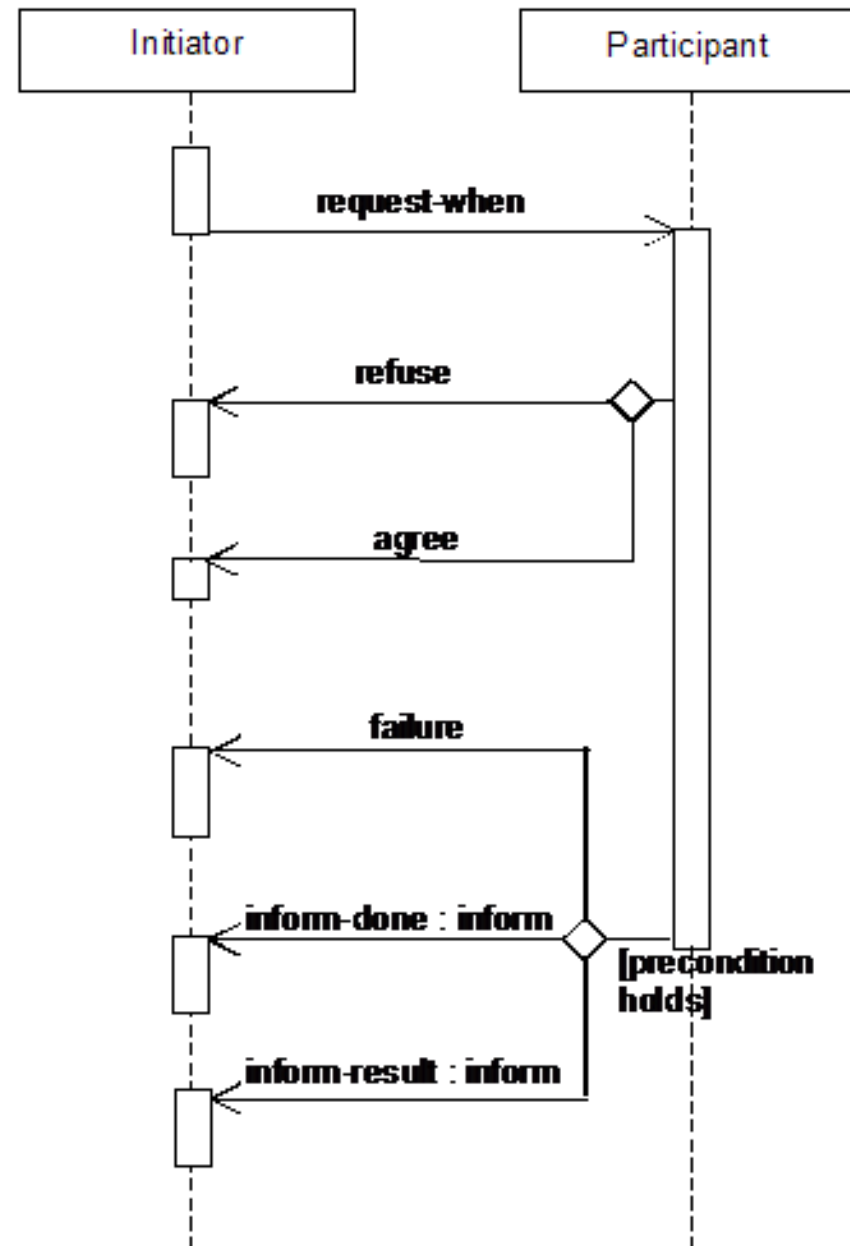 Initiator
Participant
request-when
refuse
agree
failure
inform-done : inform
[precondition
holds]
inform-result : inform